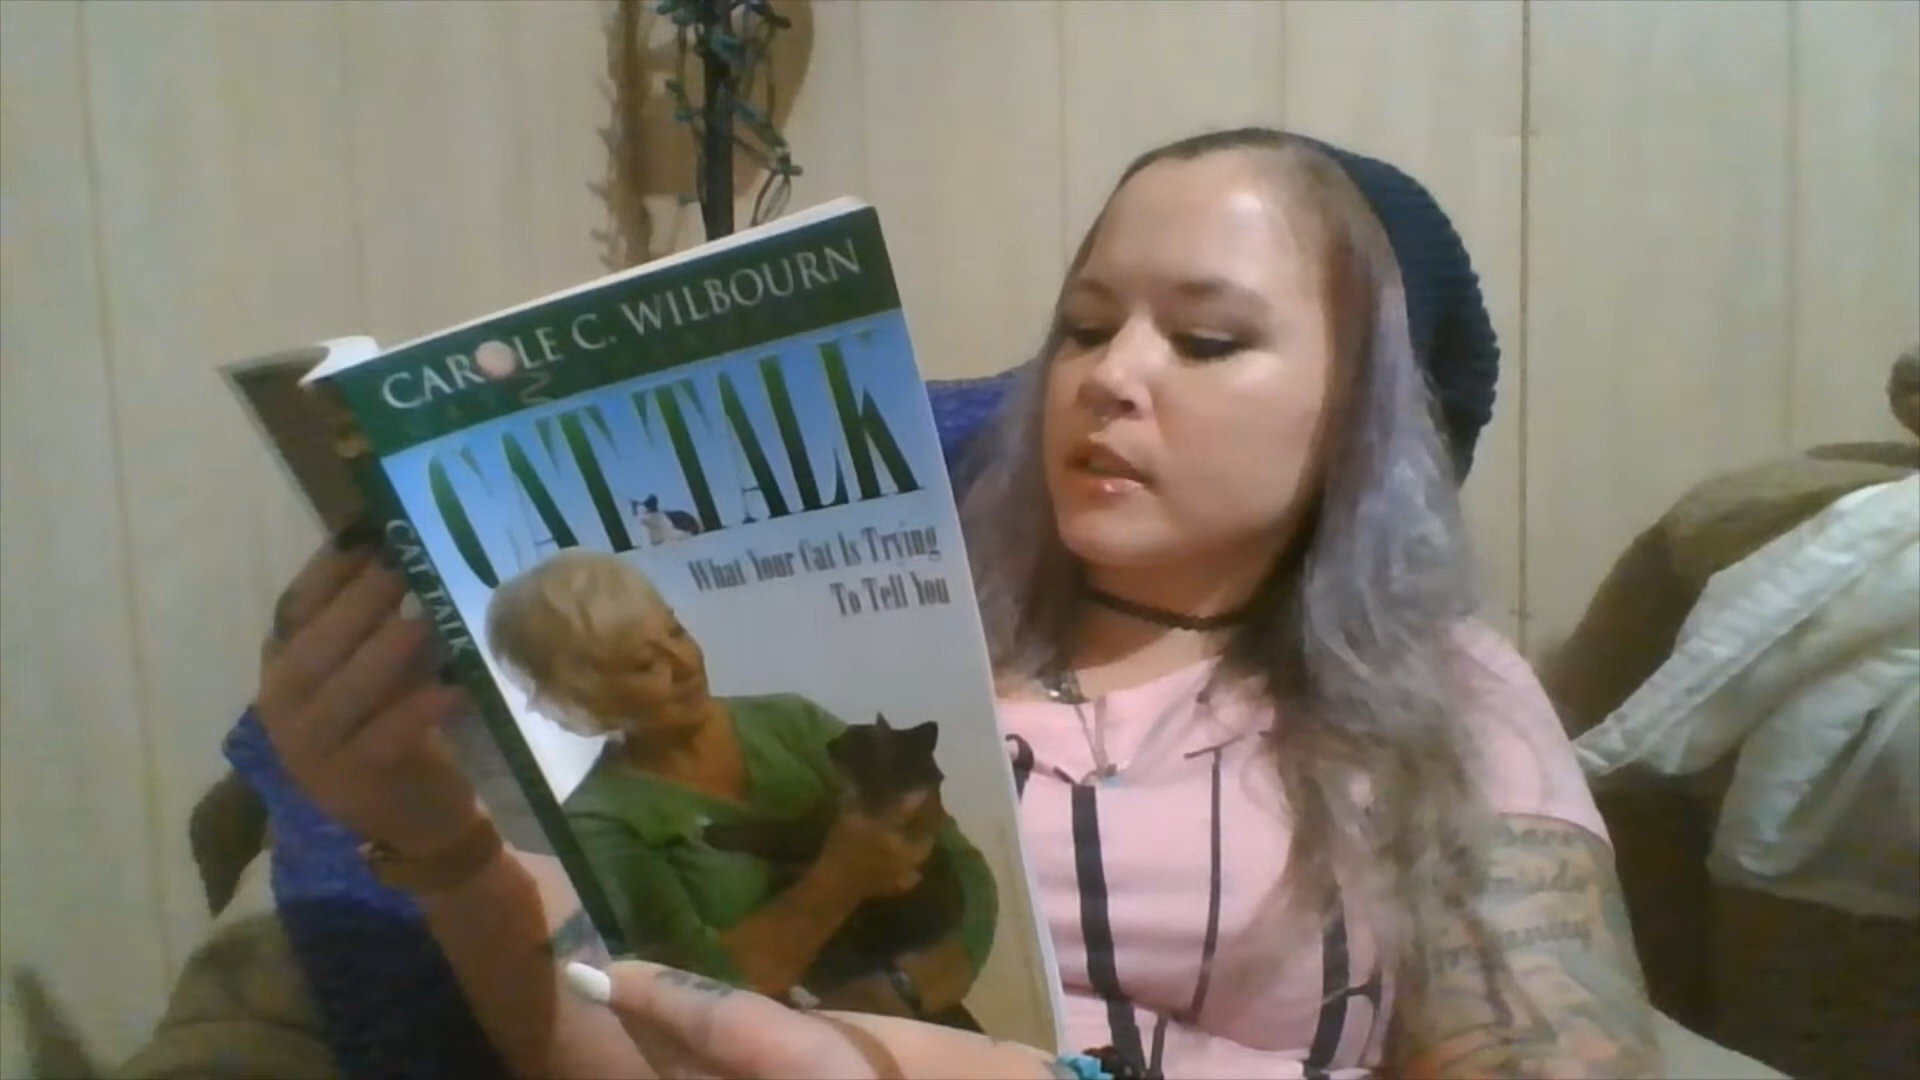 CAROLE C. WILBOURN
CAT TALK
What Your Cat Is Trying
To Tell You
CAT TALK